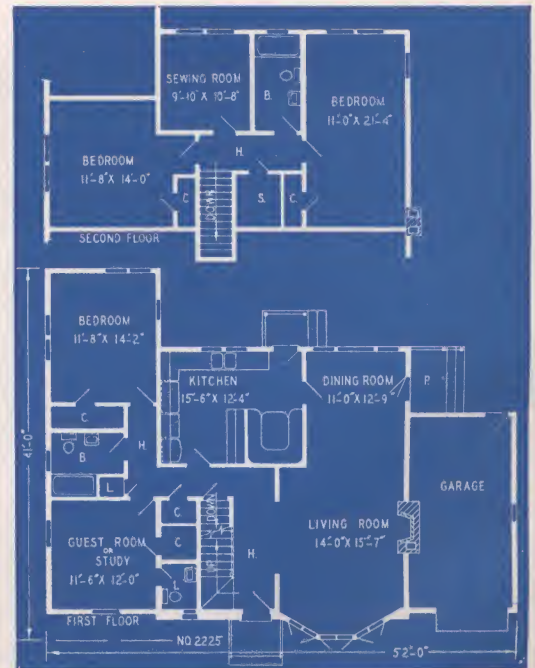 SEWING ROOM
9'-10" X 10'-8"
B.
BEDROOM
11'-0" X 21'-4"
BEDROOM
11'-8" X 14'-0"
H.
C
DOWN
S.
C.
SECOND FLOOR
BEDROOM
11'-8" X 14'-2"
KITCHEN
15'-6" X 12'-4"
DINING ROOM
11'-0" X 12'-9"
P.
C.
B
H.
L.
41'-0"
GARAGE
C
C
DOWN
UP
LIVING ROOM
14'-0" X 15'-7"
GUEST ROOM
OR
STUDY
11'-6" X 12'-0"
L
H.
FIRST FLOOR
NO. 2225
52'-0"